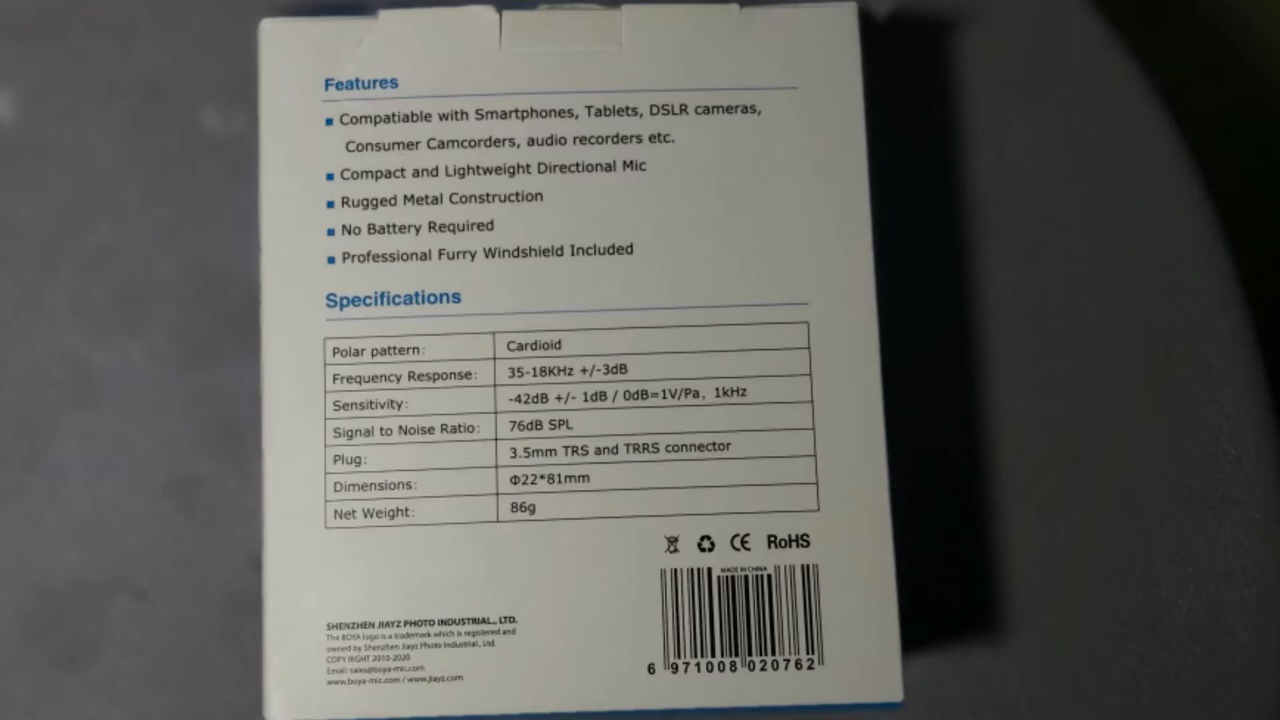 Features
Compatiable with Smartphones, Tablets, DSLR cameras,
Consumer Camcorders, audio recorders etc.
Compact and Lightweight Directional Mic
Rugged Metal Construction
No Battery Required
Professional Furry Windshield Included
Specifications
Polar pattern: Cardioid
Frequency Response: 35-18KHz +/-3dB
Sensitivity: -42dB +/- 1dB / 0dB=1V/Pa, 1kHz
Signal to Noise Ratio: 76dB SPL
Plug: 3.5mm TRS and TRRS connector
Dimensions: Φ22*81mm
Net Weight: 86g
CE RoHS
MADE IN CHINA
SHENZHEN JIAYZ PHOTO INDUSTRIAL., LTD.
The BOYA logo is a trademark which is registered and
owned by Shenzhen Jiayz Photo Industrial., Ltd.
COPY RIGHT 2010-2020
Email: sales@boya-mic.com
www.boya-mic.com / www.jiayz.com
6 971008 020762